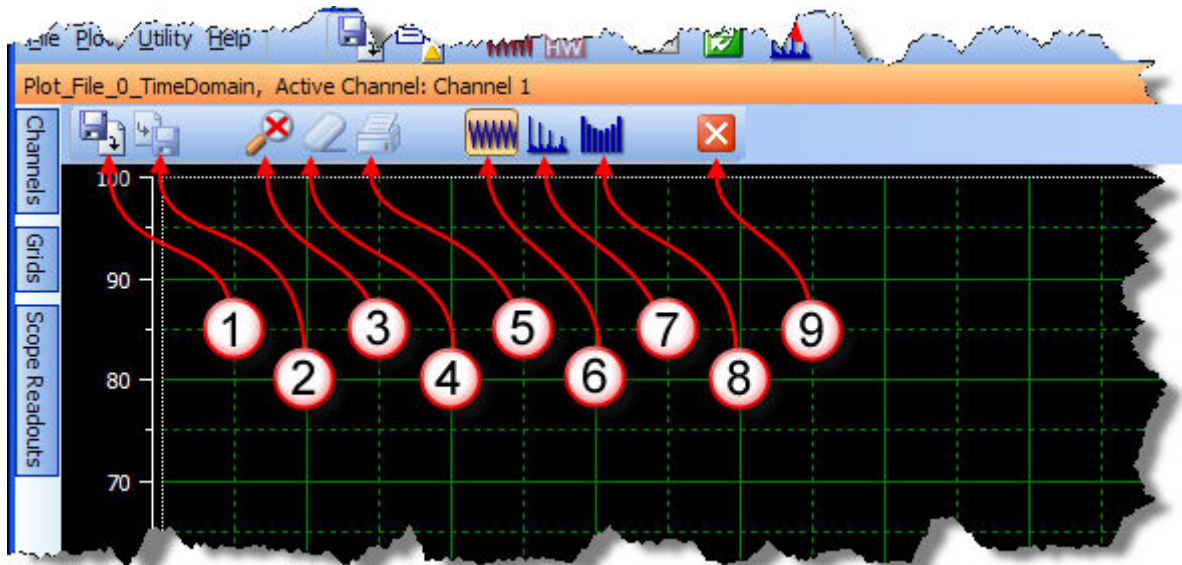 Plot Utility Help
HW
Plot_File_0_TimeDomain, Active Channel: Channel 1
Channels
Grids
Scope Readouts
100
90
80
70
1
2
3
4
5
6
7
8
9